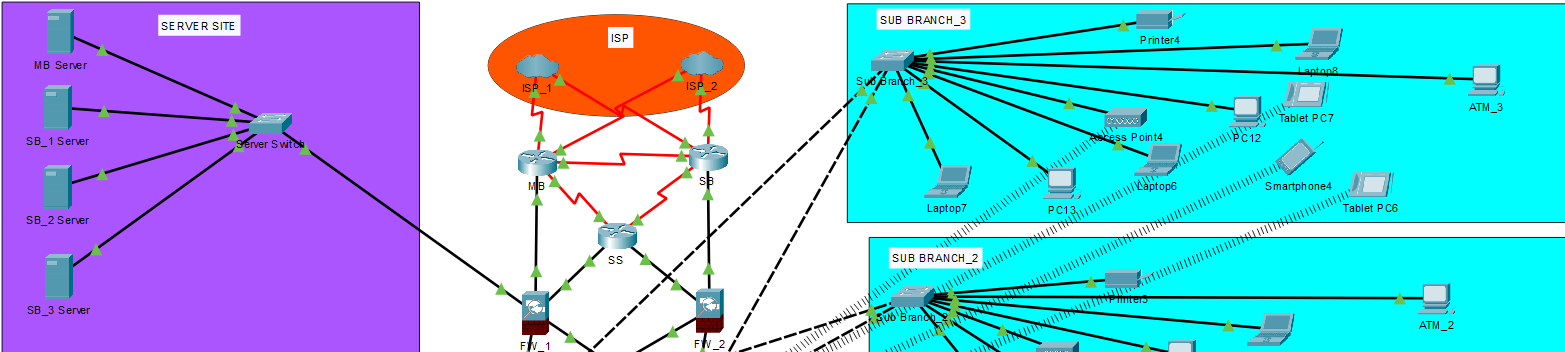 SERVER SITE
MB Server
SB_1 Server
SB_2 Server
SB_3 Server
Server Switch
ISP
ISP_1
ISP_2
MB
SB
SS
FW_1
FW_2
SUB BRANCH_3
Sub Branch_3
Printer4
Laptop8
ATM_3
Tablet PC7
PC12
Access Point4
Laptop6
Smartphone4
Laptop7
PC13
Tablet PC6
SUB BRANCH_2
Sub Branch_2
Printer3
ATM_2